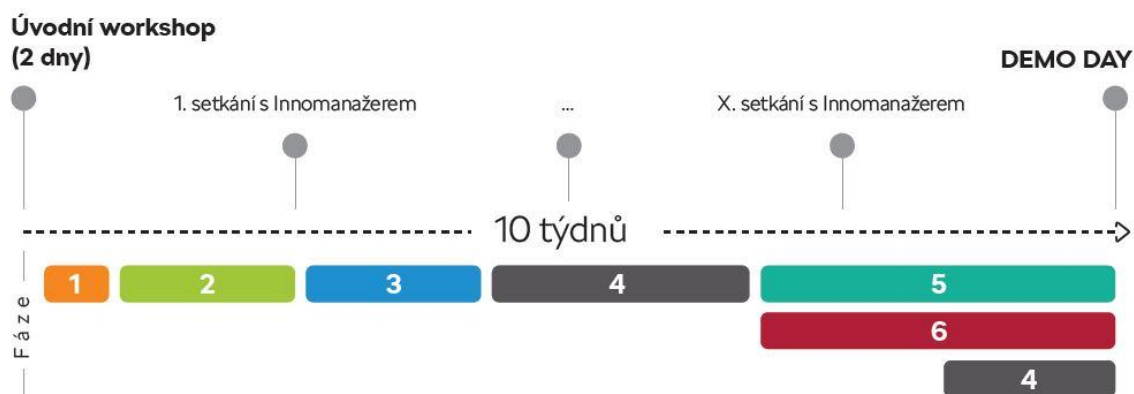 Úvodní workshop
(2 dny)
DEMO DAY
1. setkání s Innomanažerem
...
X. setkání s Innomanažerem
10 týdnů
Fáze
1
2
3
4
5
6
4